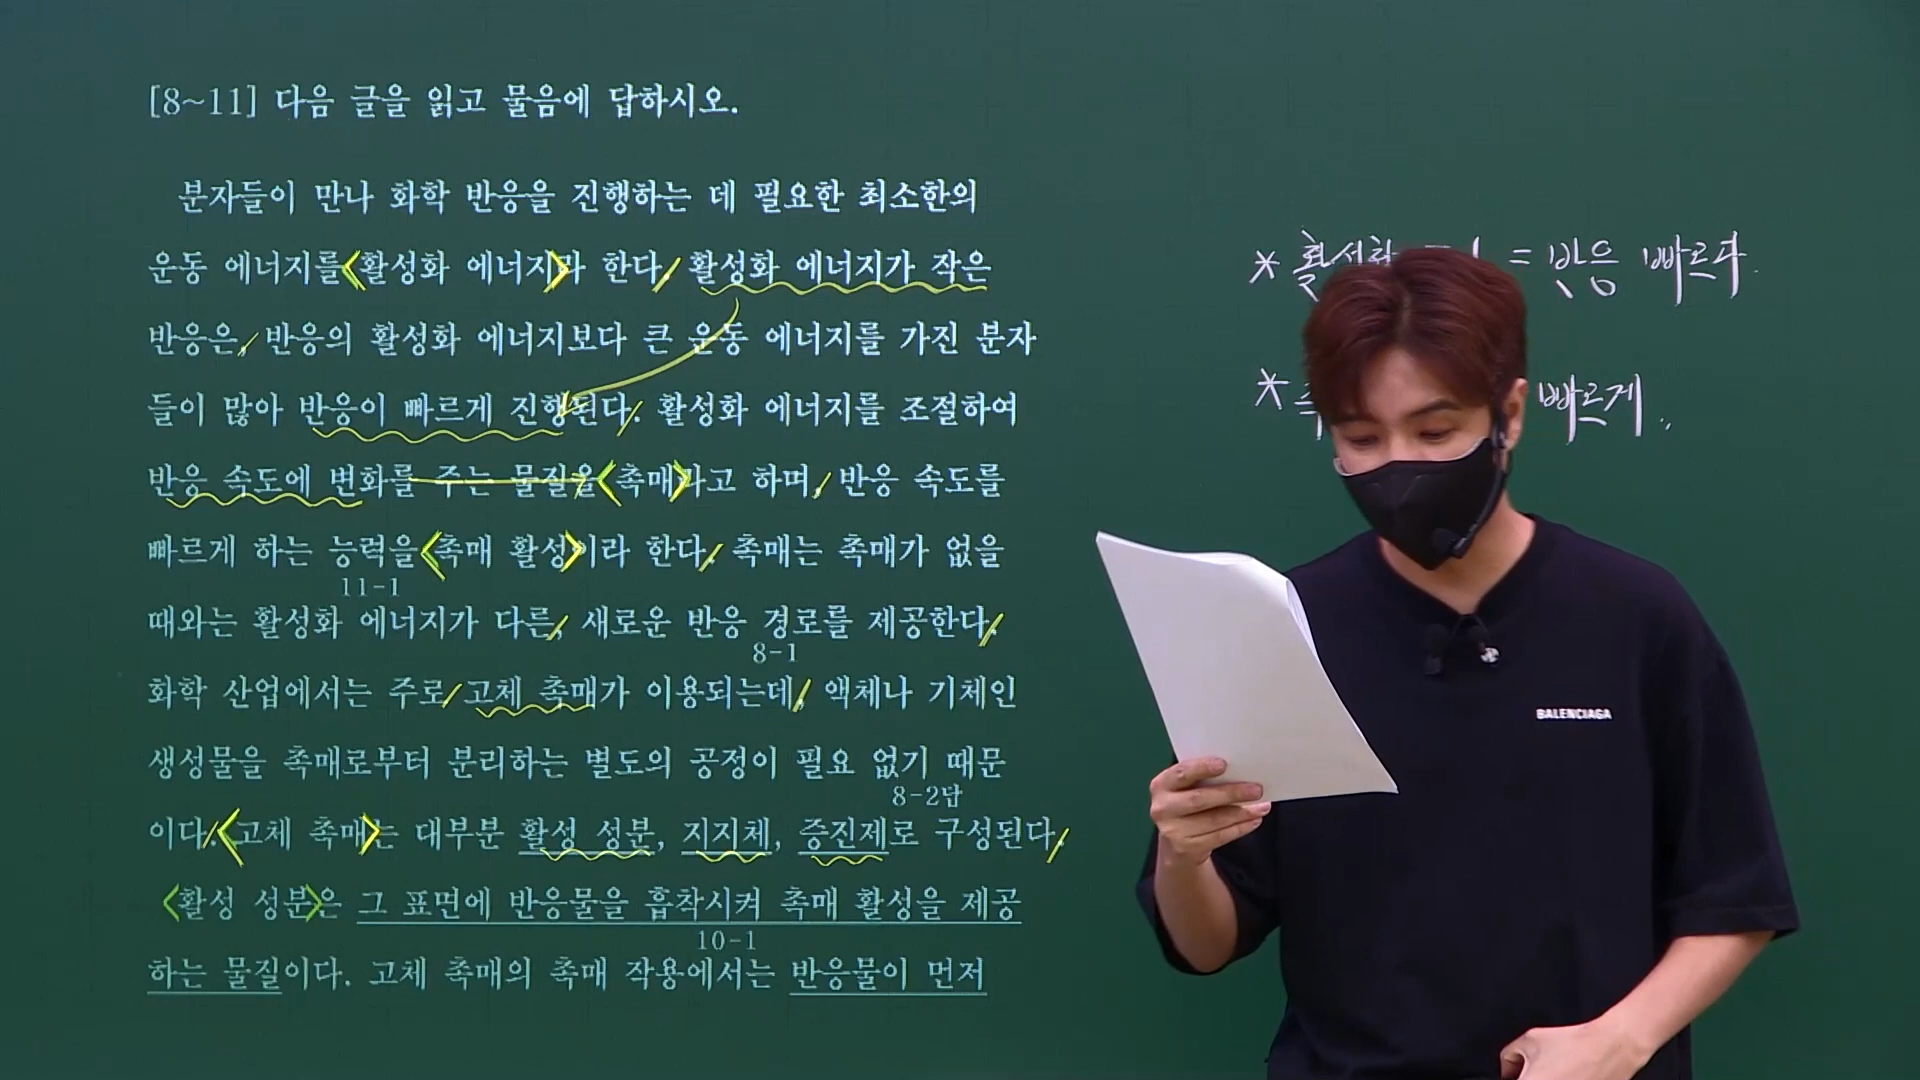 [8~11] 다음 글을 읽고 물음에 답하시오.
분자들이 만나 화학 반응을 진행하는 데 필요한 최소한의
운동 에너지를 <활성화 에너지>라 한다. 활성화 에너지가 작은
반응은, 반응의 활성화 에너지보다 큰 운동 에너지를 가진 분자
들이 많아 반응이 빠르게 진행된다. 활성화 에너지를 조절하여
반응 속도에 변화를 주는 물질을 <촉매>라고 하며, 반응 속도를
빠르게 하는 능력을 <촉매 활성>이라 한다. 촉매는 촉매가 없을
11-1
때와는 활성화 에너지가 다른, 새로운 반응 경로를 제공한다.
8-1
화학 산업에서는 주로 고체 촉매가 이용되는데, 액체나 기체인
생성물을 촉매로부터 분리하는 별도의 공정이 필요 없기 때문
8-2답
이다. <고체 촉매>는 대부분 활성 성분, 지지체, 증진제로 구성된다.
<활성 성분>은 그 표면에 반응물을 흡착시켜 촉매 활성을 제공
10-1
하는 물질이다. 고체 촉매의 촉매 작용에서는 반응물이 먼저
* 활성화 = 반응 빠르다.
* 빠르게..
BALENCIAGA